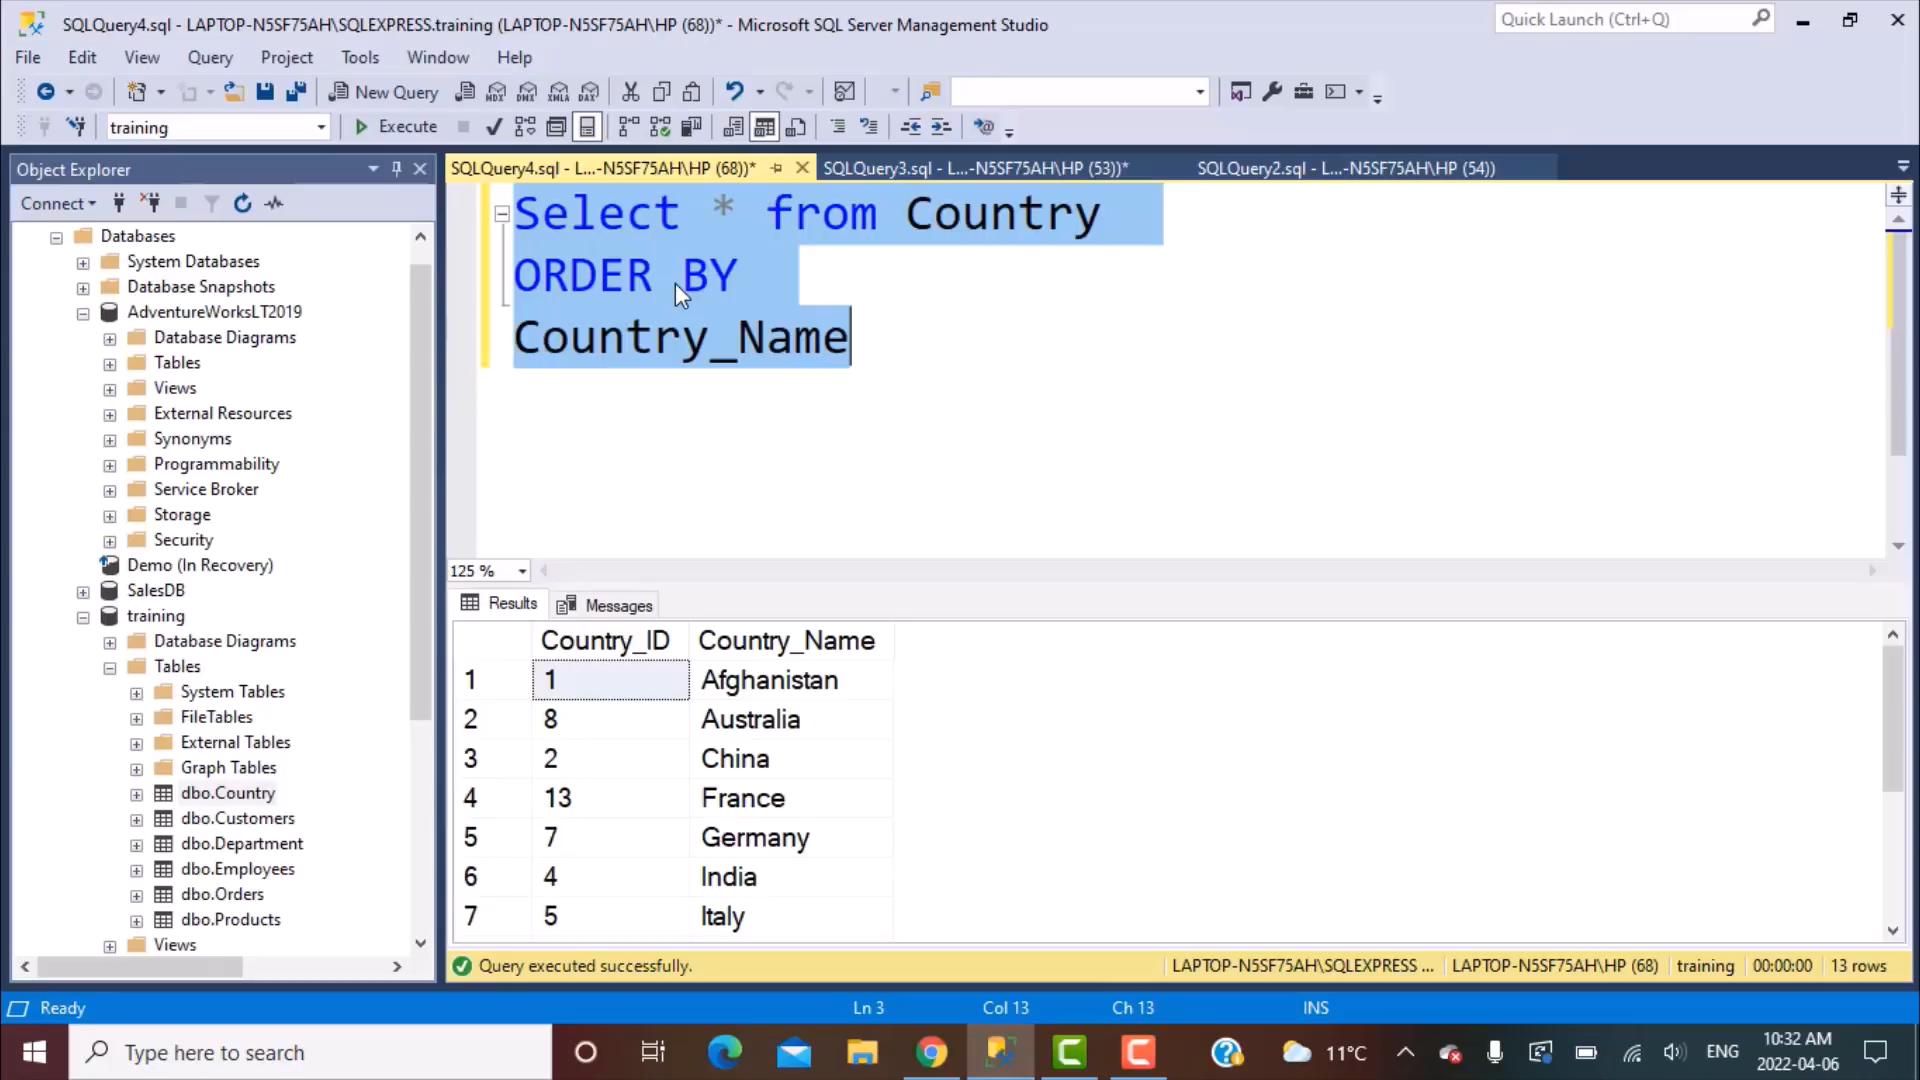 SQLQuery4.sql - LAPTOP-N5SF75AH\SQLEXPRESS.training (LAPTOP-N5SF75AH\HP (68))* - Microsoft SQL Server Management Studio
Quick Launch (Ctrl+Q)
File Edit View Query Project Tools Window Help
New Query
MDX DMX XMLA DAX
training
Execute
Object Explorer
SQLQuery4.sql - L...-N5SF75AH\HP (68))*
SQLQuery3.sql - L...-N5SF75AH\HP (53))*
SQLQuery2.sql - L...-N5SF75AH\HP (54))
Connect
Databases
System Databases
Database Snapshots
AdventureWorksLT2019
Database Diagrams
Tables
Views
External Resources
Synonyms
Programmability
Service Broker
Storage
Security
Demo (In Recovery)
SalesDB
training
Database Diagrams
Tables
System Tables
FileTables
External Tables
Graph Tables
dbo.Country
dbo.Customers
dbo.Department
dbo.Employees
dbo.Orders
dbo.Products
Views
Select * from Country
ORDER BY
Country_Name
125 %
Results Messages
Country_ID Country_Name
1 1 Afghanistan
2 8 Australia
3 2 China
4 13 France
5 7 Germany
6 4 India
7 5 Italy
Query executed successfully.
LAPTOP-N5SF75AH\SQLEXPRESS ... LAPTOP-N5SF75AH\HP (68) training 00:00:00 13 rows
Ready Ln 3 Col 13 Ch 13 INS
Type here to search
11°C
ENG
10:32 AM
2022-04-06